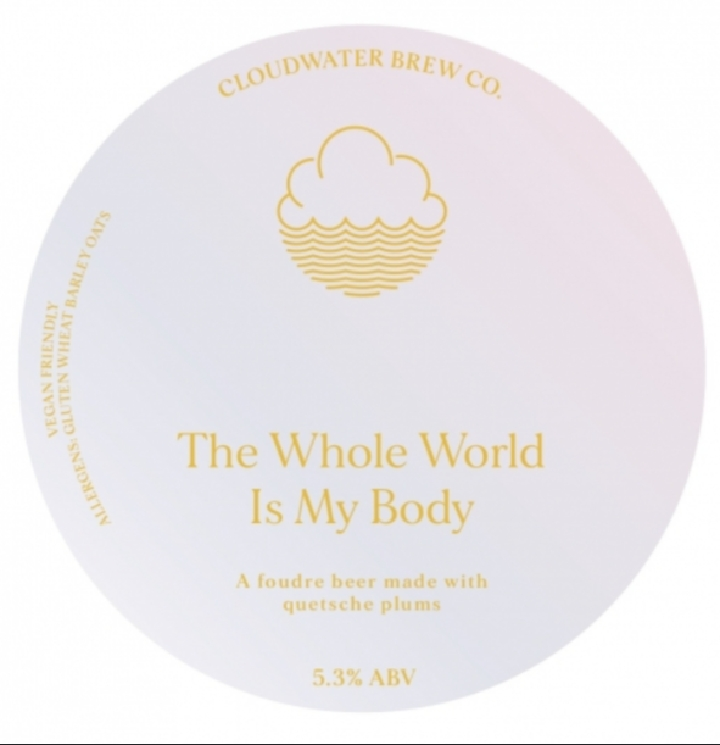 CLOUDWATER BREW CO.
VEGAN FRIENDLY
ALLERGENS: GLUTEN WHEAT BARLEY OATS
The Whole World
Is My Body
A foudre beer made with
quetsche plums
5.3% ABV